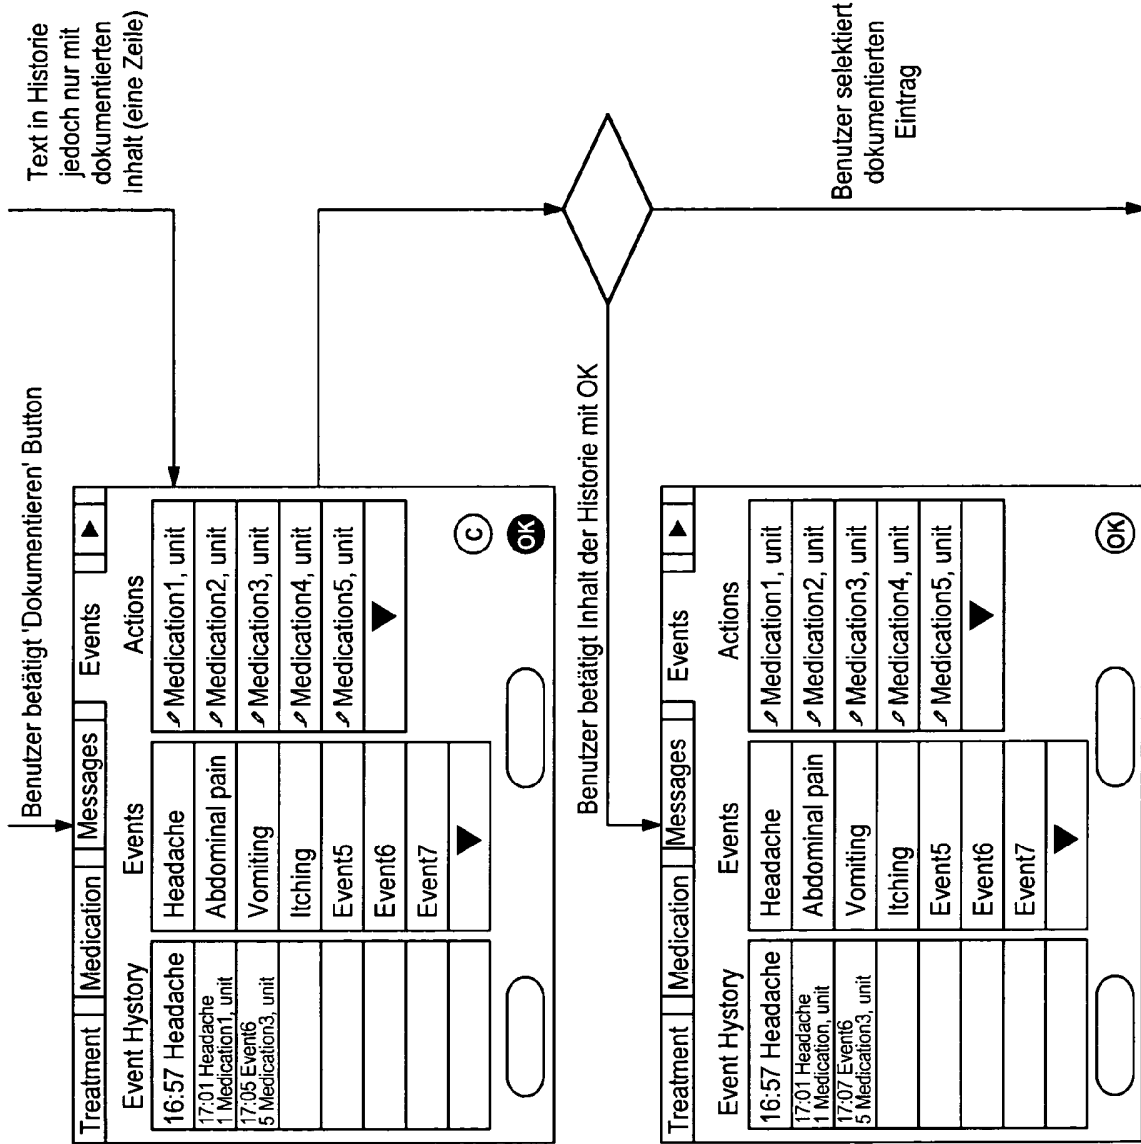 Benutzer betätigt 'Dokumentieren' Button
Text in Historie
jedoch nur mit
dokumentierten
Inhalt (eine Zeile)
Treatment
Medication
Messages
Events
Event Hystory
16:57 Headache
17:01 Headache
1 Medication1, unit
17:05 Event6
5 Medication3, unit
Events
Headache
Abdominal pain
Vomiting
Itching
Event5
Event6
Event7
Actions
Medication1, unit
Medication2, unit
Medication3, unit
Medication4, unit
Medication5, unit
C
OK
Benutzer betätigt Inhalt der Historie mit OK
Benutzer selektiert
dokumentierten
Eintrag
Treatment
Medication
Messages
Events
Event Hystory
16:57 Headache
17:01 Headache
1 Medication, unit
17:07 Event6
5 Medication3, unit
Events
Headache
Abdominal pain
Vomiting
Itching
Event5
Event6
Event7
Actions
Medication1, unit
Medication2, unit
Medication3, unit
Medication4, unit
Medication5, unit
OK